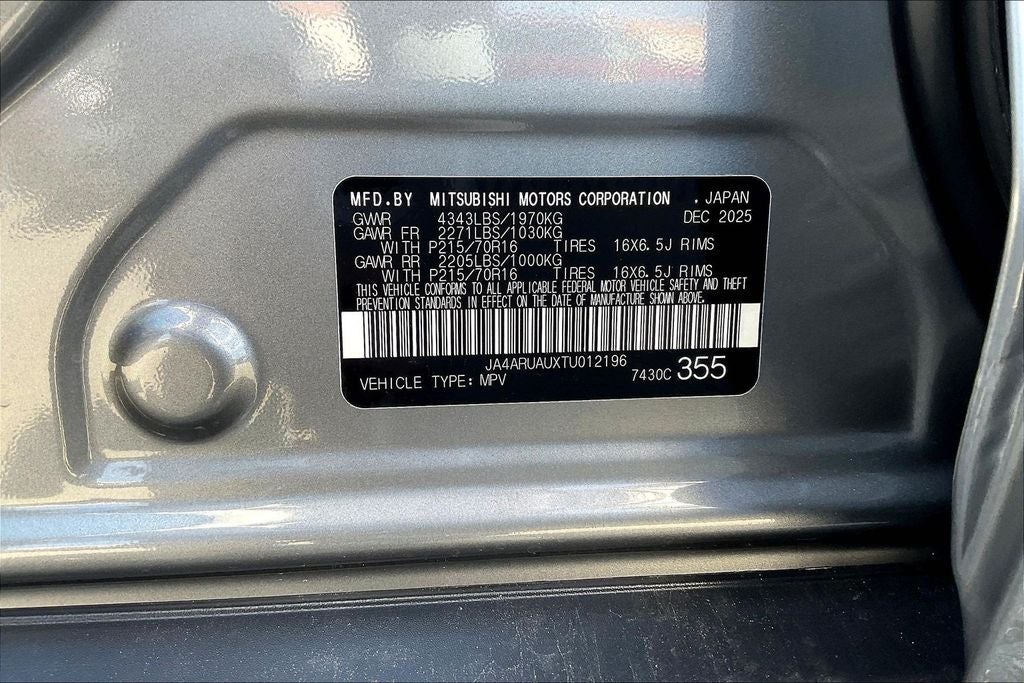 MFD.BY MITSUBISHI MOTORS CORPORATION , JAPAN
GVWR 4343LBS/1970KG DEC 2025
GAWR FR 2271LBS/1030KG
WITH P215/70R16 TIRES 16X6.5J RIMS
GAWR RR 2205LBS/1000KG
WITH P215/70R16 TIRES 16X6.5J RIMS
THIS VEHICLE CONFORMS TO ALL APPLICABLE FEDERAL MOTOR VEHICLE SAFETY AND THEFT
PREVENTION STANDARDS IN EFFECT ON THE DATE OF MANUFACTURE SHOWN ABOVE.
JA4ARUAUXTU012196
VEHICLE TYPE: MPV 7430C 355